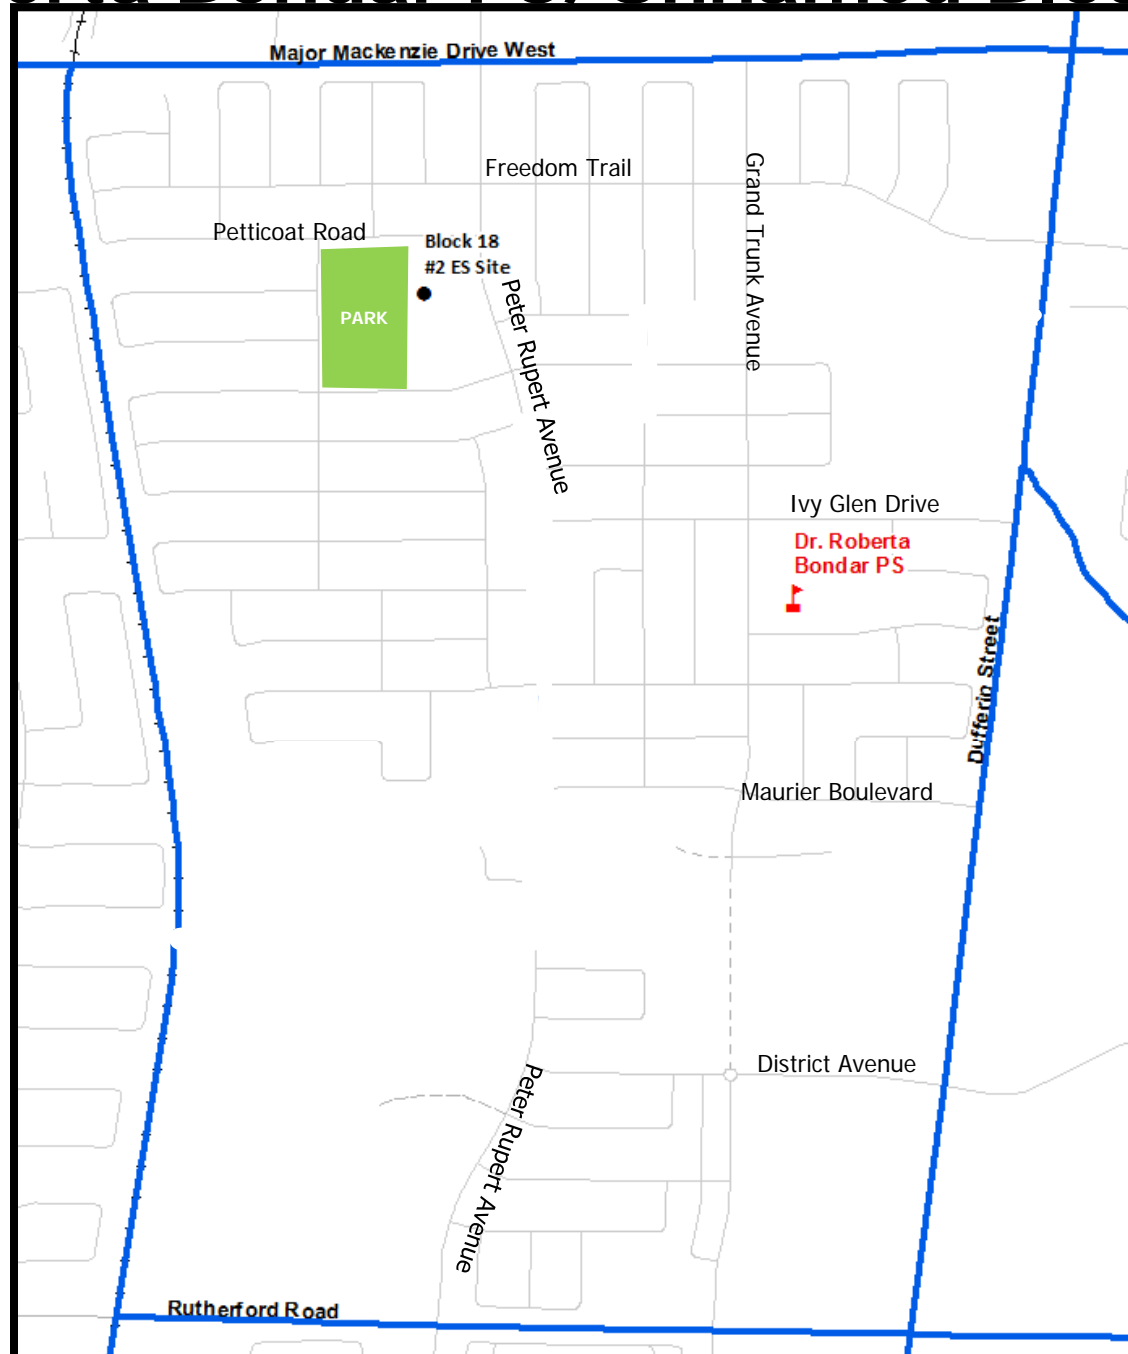 Major Mackenzie Drive West
Freedom Trail
Grand Trunk Avenue
Petticoat Road
Block 18
#2 ES Site
PARK
Peter Rupert Avenue
Ivy Glen Drive
Dr. Roberta
Bondar PS
Dufferin Street
Maurier Boulevard
District Avenue
Peter Rupert Avenue
Rutherford Road